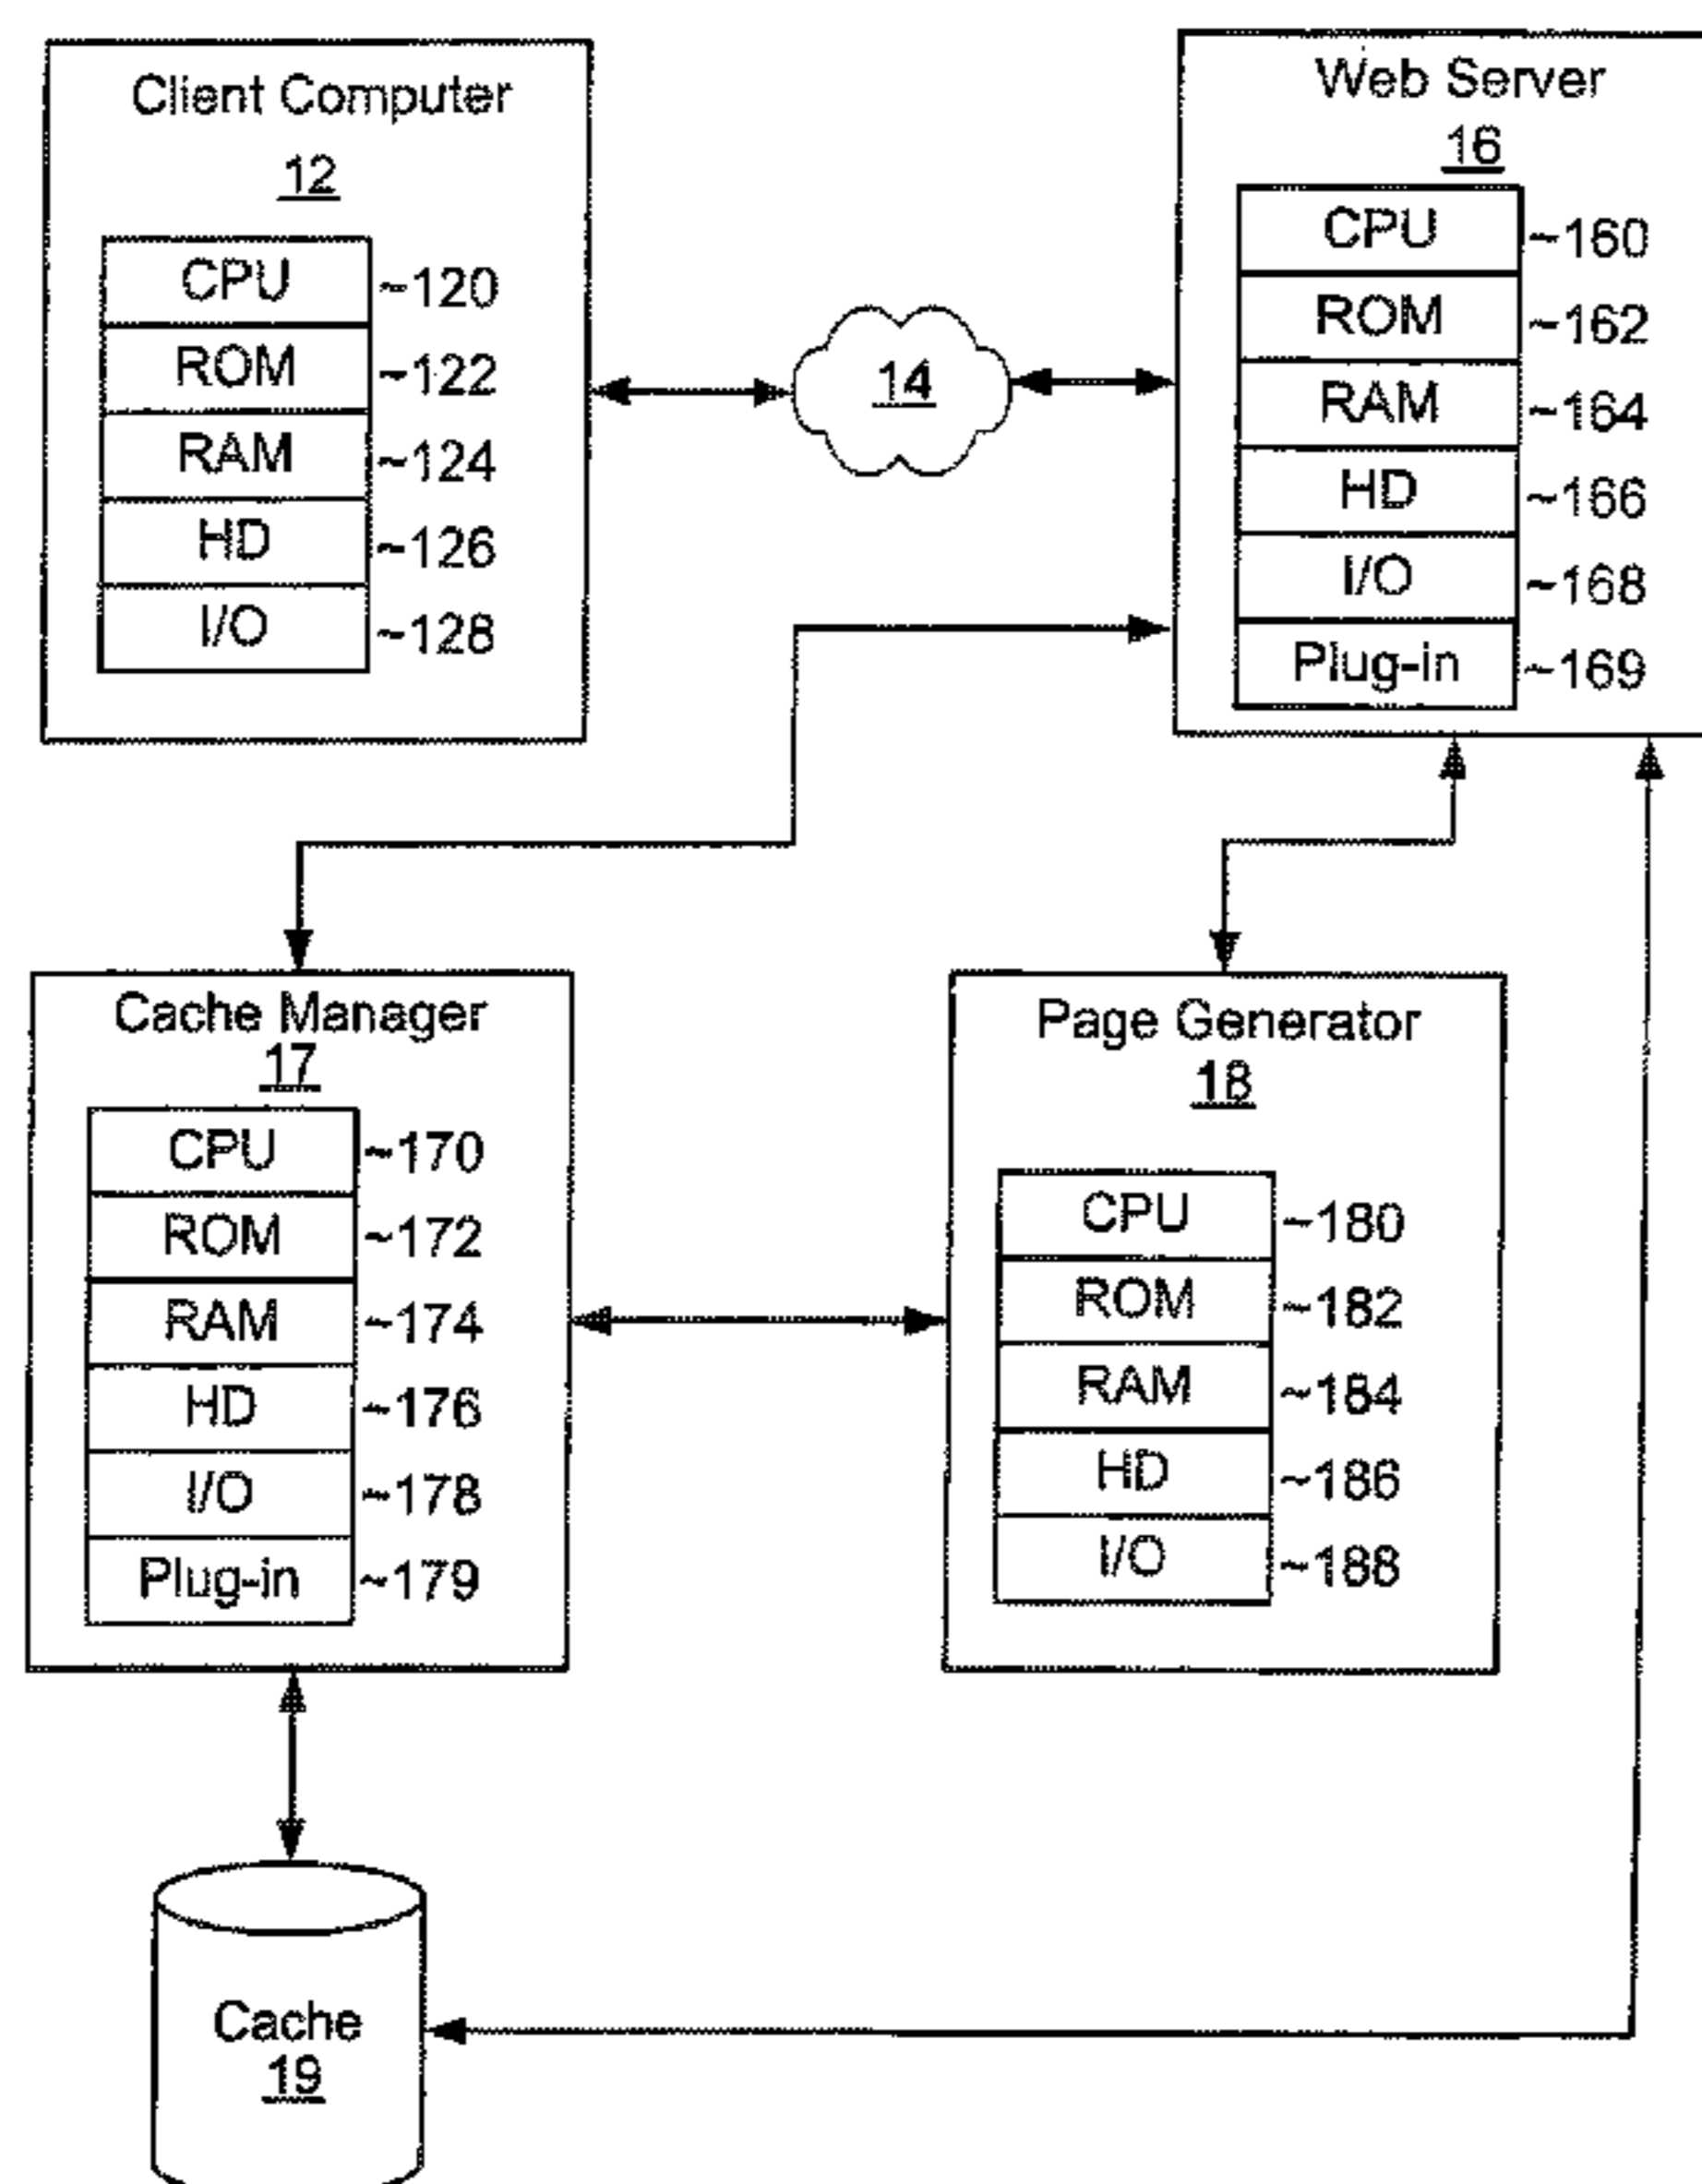 Client Computer
12
CPU ~120
ROM ~122
RAM ~124
HD ~126
I/O ~128
14
Web Server
16
CPU ~160
ROM ~162
RAM ~164
HD ~166
I/O ~168
Plug-in ~169
Cache Manager
17
CPU ~170
ROM ~172
RAM ~174
HD ~176
I/O ~178
Plug-in ~179
Page Generator
18
CPU ~180
ROM ~182
RAM ~184
HD ~186
I/O ~188
Cache
19